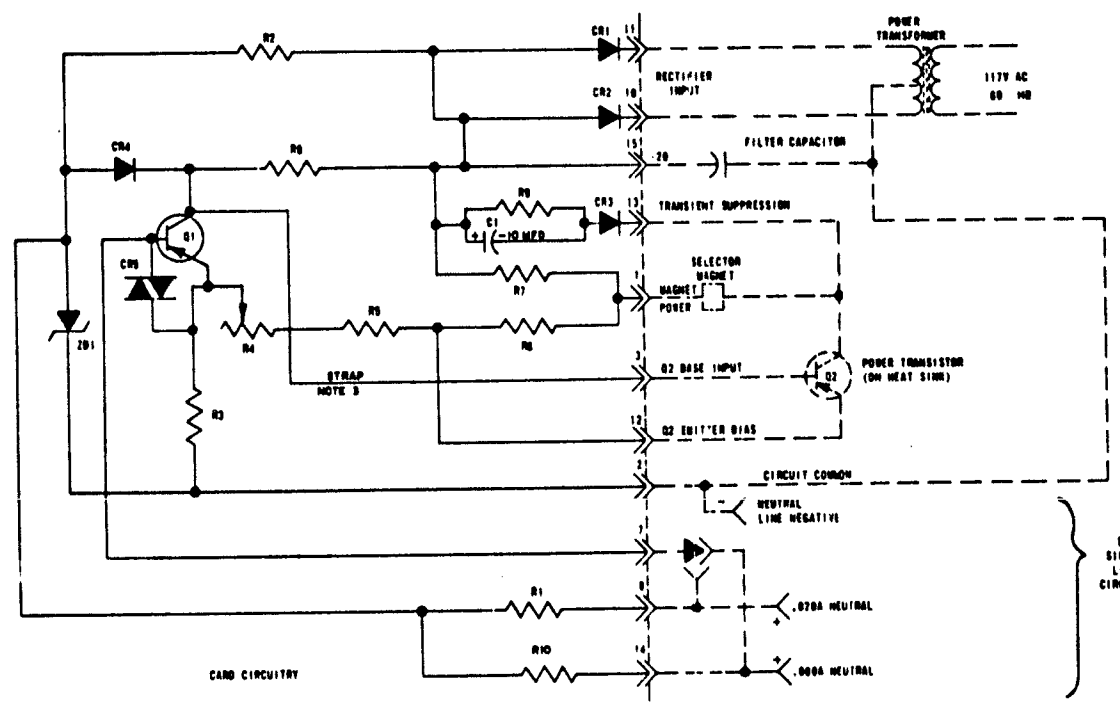 R2
CR1
11
POWER
TRANSFORMER
RECTIFIER
INPUT
117V AC
60
CR2
10
15
-20
FILTER CAPACITOR
CR4
R8
R9
CR3
13
TRANSIENT SUPPRESSION
C1
+
-10 MFD
Q1
CR5
SELECTOR
MAGNET
R7
1
MAGNET
POWER
ZD1
R4
R5
R6
3
Q2 BASE INPUT
Q2
POWER TRANSISTOR
(ON HEAT SINK)
STRAP
NOTE 3
R3
12
Q2 EMITTER BIAS
2
CIRCUIT COMMON
-
NEUTRAL
LINE NEGATIVE
7
R1
.020A NEUTRAL
+
R10
14
+
NEUTRAL
CARD CIRCUITRY